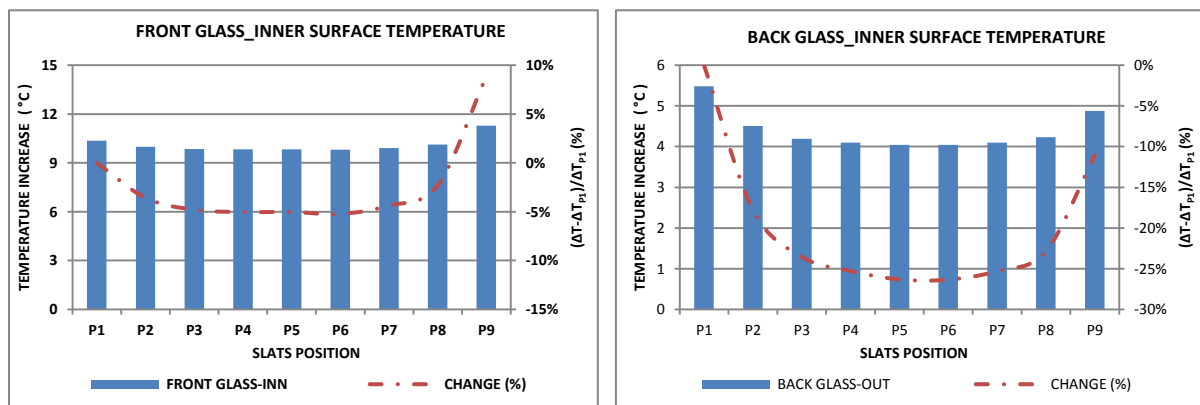 FRONT GLASS_INNER SURFACE TEMPERATURE
TEMPERATURE INCREASE (°C)
15
12
9
6
3
0
10%
5%
0%
-5%
-10%
-15%
(ΔT-ΔTP1)/ΔTP1 (%)
P1 P2 P3 P4 P5 P6 P7 P8 P9
SLATS POSITION
FRONT GLASS-INN CHANGE (%)
BACK GLASS_INNER SURFACE TEMPERATURE
TEMPERATURE INCREASE (°C)
6
5
4
3
2
1
0
0%
-5%
-10%
-15%
-20%
-25%
-30%
(ΔT-ΔTP1)/ΔTP1 (%)
P1 P2 P3 P4 P5 P6 P7 P8 P9
SLATS POSITION
BACK GLASS-OUT CHANGE (%)